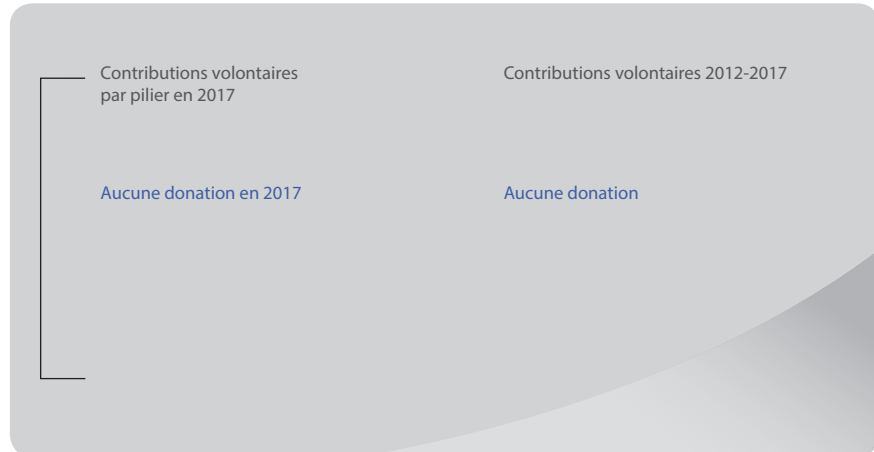 Contributions volontaires
par pilier en 2017
Contributions volontaires 2012-2017
Aucune donation en 2017
Aucune donation